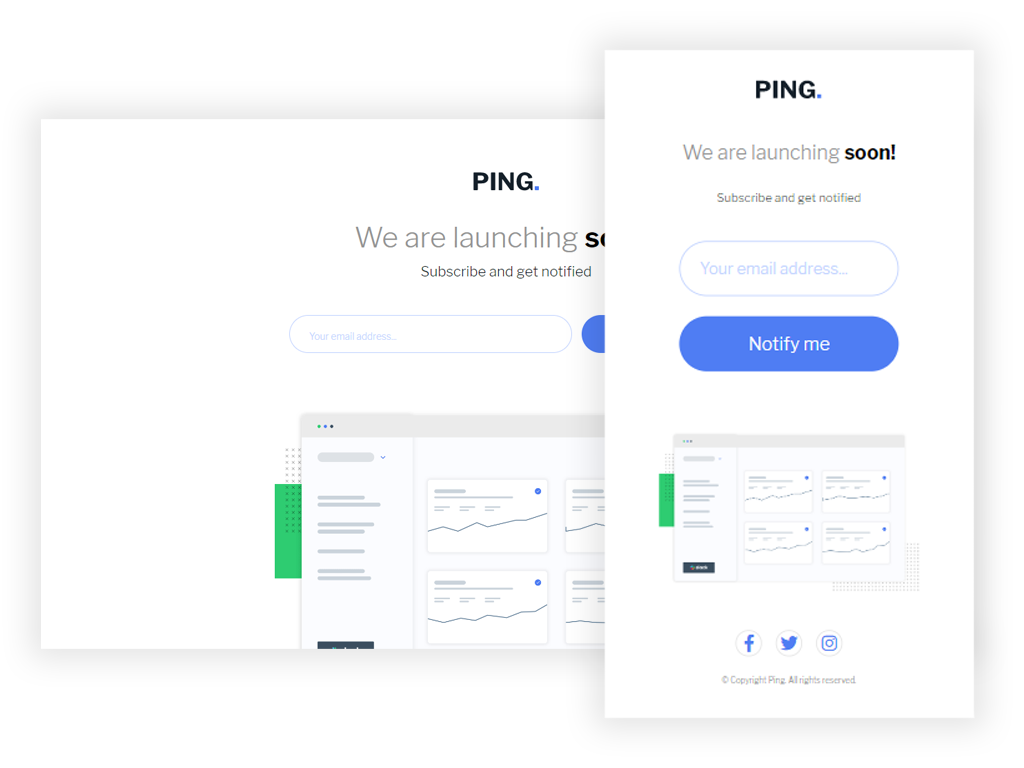 PING.
We are launching so
Subscribe and get notified
Your email address...
PING.
We are launching soon!
Subscribe and get notified
Your email address...
Notify me
© Copyright Ping. All rights reserved.